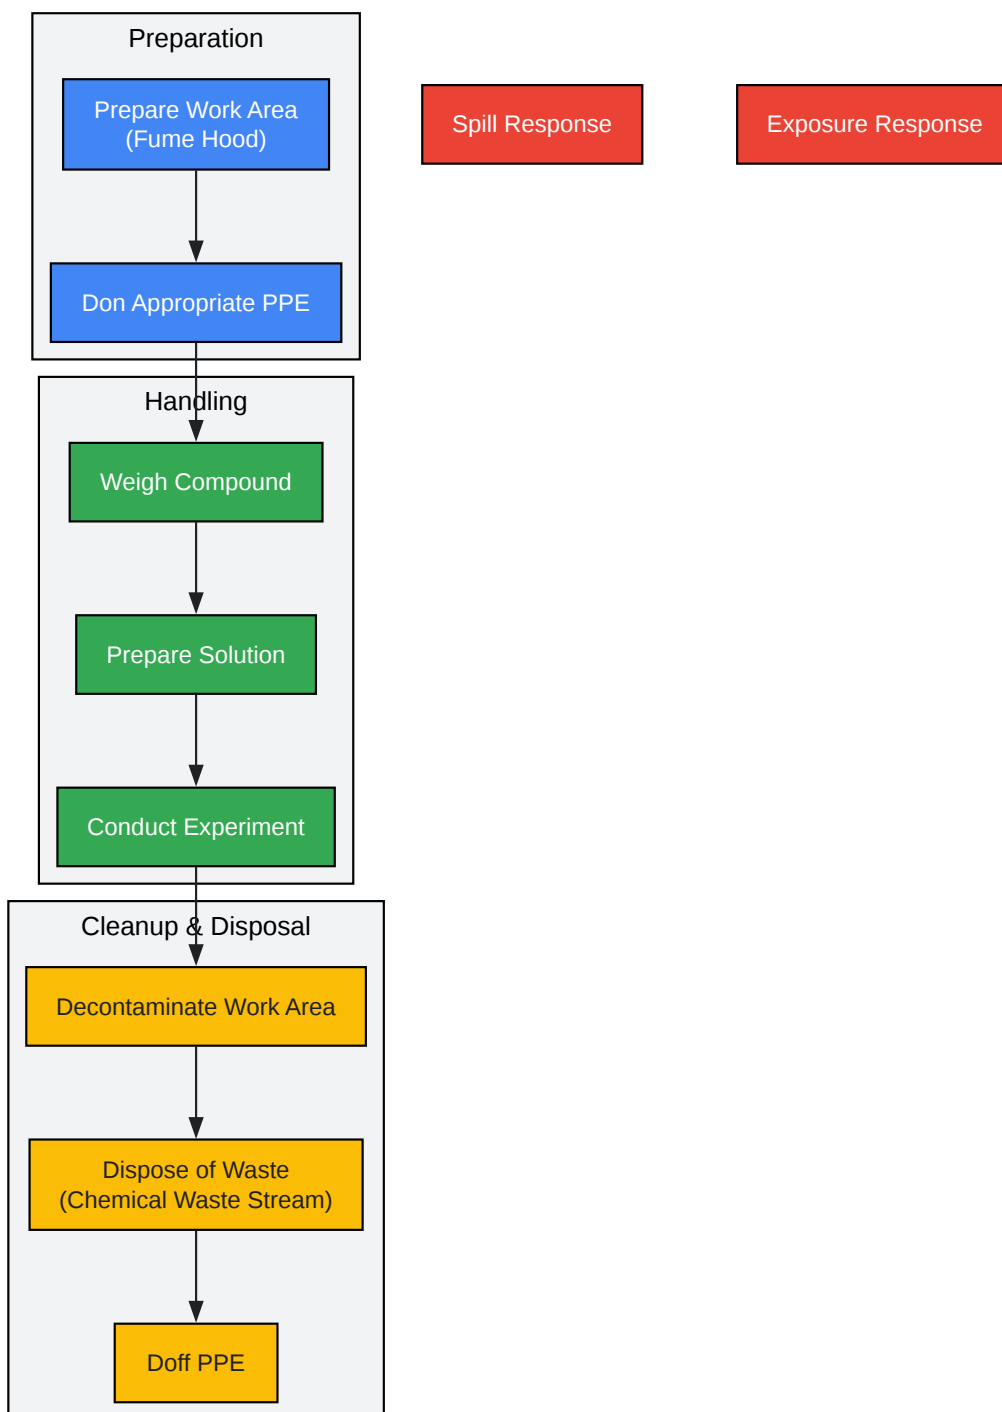 Preparation
Prepare Work Area
(Fume Hood)
Spill Response
Exposure Response
Don Appropriate PPE
Handling
Weigh Compound
Prepare Solution
Conduct Experiment
Cleanup & Disposal
Decontaminate Work Area
Dispose of Waste
(Chemical Waste Stream)
Doff PPE